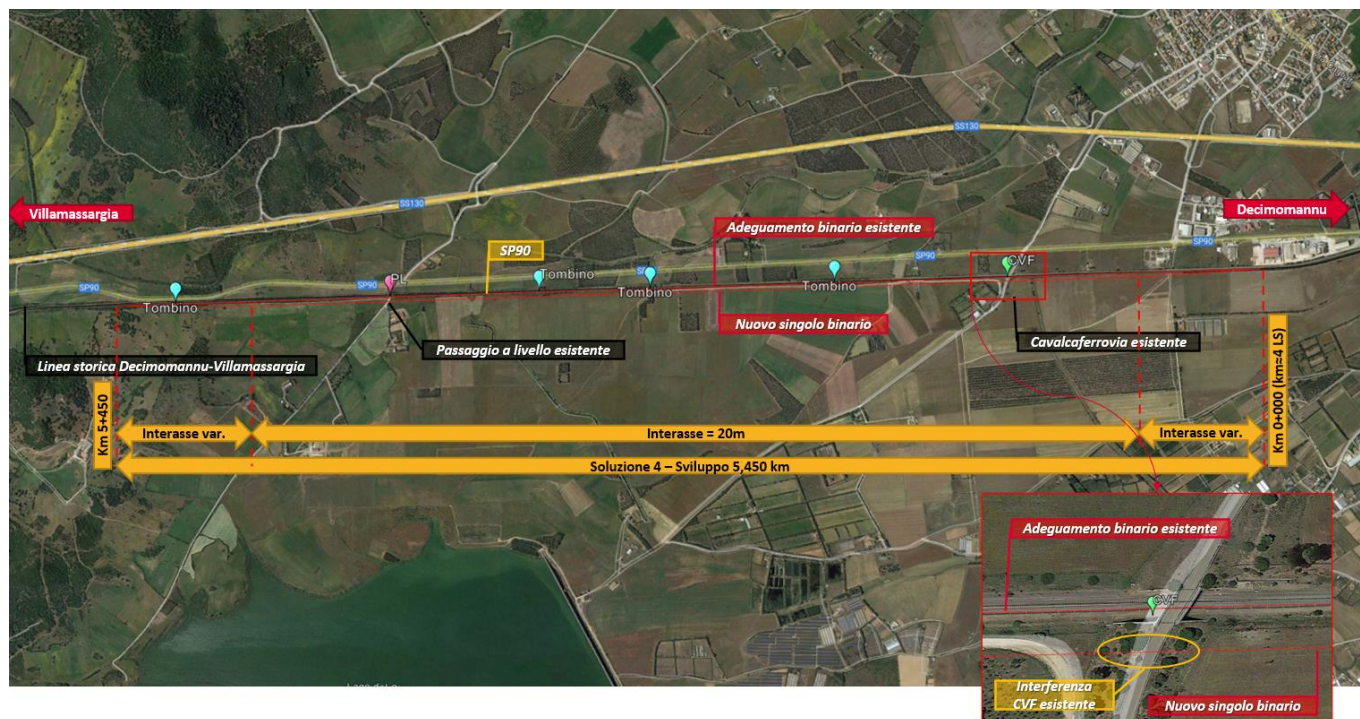 SS130
SS130
Villamassargia
Decimomannu
Adeguamento binario esistente
SP90
SP90
SP90
SP90
SP90
PL
Tombino
CVF
SP90
Tombino
Tombino
Tombino
Nuovo singolo binario
Passaggio a livello esistente
Cavalcaferrovia esistente
Linea storica Decimomannu-Villamassargia
Km 5+450
Km 0+000 (km≈4 LS)
Interasse var.
Interasse = 20m
Interasse var.
Soluzione 4 – Sviluppo 5,450 km
Adeguamento binario esistente
CVF
Interferenza
CVF esistente
Nuovo singolo binario